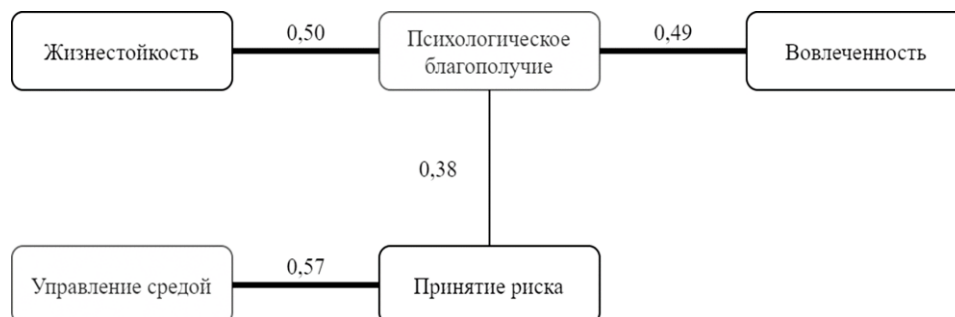 0,50
Психологическое
0,49
Жизнестойкость
благополучие
Вовлеченность
0,38
0,57
Управление средой
Принятие риска